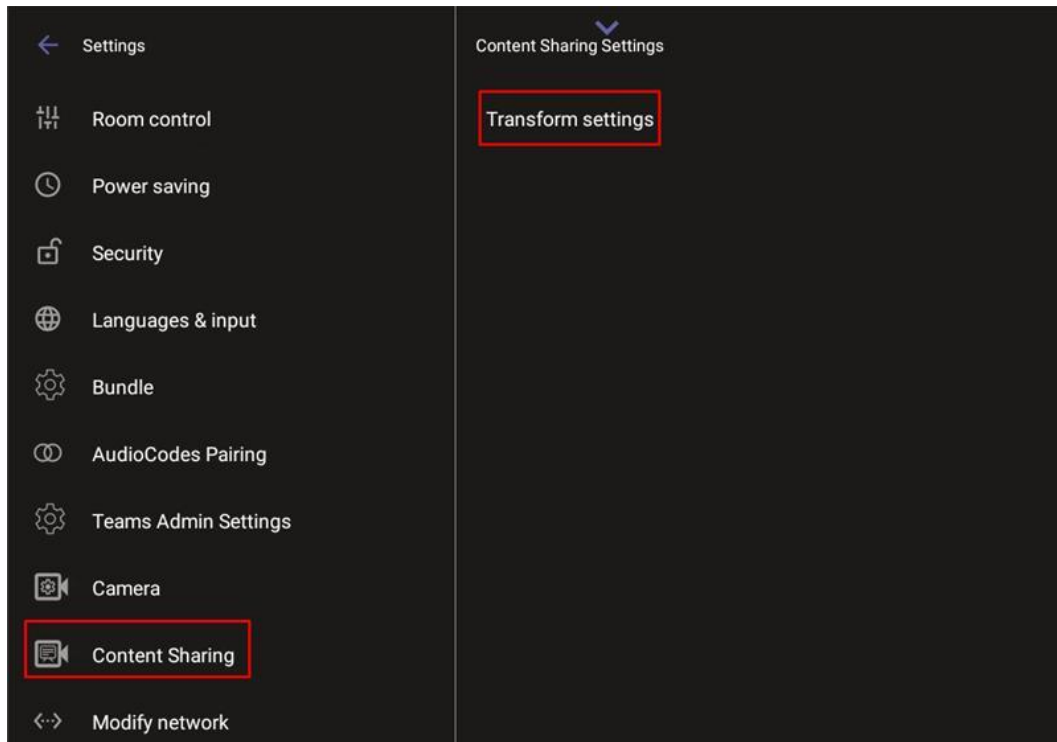 Settings
Room control
Power saving
Security
Languages & input
Bundle
AudioCodes Pairing
Teams Admin Settings
Camera
Content Sharing
Modify network
Content Sharing Settings
Transform settings